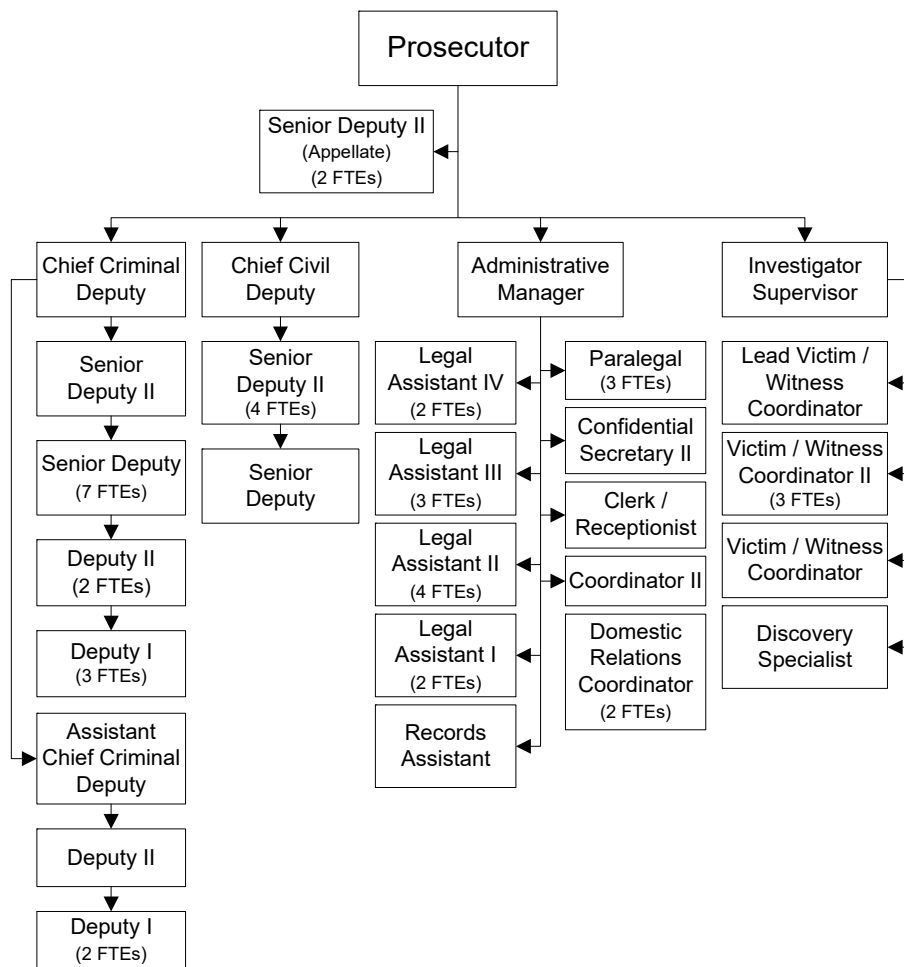 Prosecutor
Senior Deputy II
(Appellate)
(2 FTEs)
Chief Criminal
Deputy
Senior
Deputy II
Senior Deputy
(7 FTEs)
Deputy II
(2 FTEs)
Deputy I
(3 FTEs)
Assistant
Chief Criminal
Deputy
Deputy II
Deputy I
(2 FTEs)
Chief Civil
Deputy
Senior
Deputy II
(4 FTEs)
Senior
Deputy
Administrative
Manager
Legal
Assistant IV
(2 FTEs)
Legal
Assistant III
(3 FTEs)
Legal
Assistant II
(4 FTEs)
Legal
Assistant I
(2 FTEs)
Records
Assistant
Paralegal
(3 FTEs)
Confidential
Secretary II
Clerk /
Receptionist
Coordinator II
Domestic
Relations
Coordinator
(2 FTEs)
Investigator
Supervisor
Lead Victim /
Witness
Coordinator
Victim / Witness
Coordinator II
(3 FTEs)
Victim / Witness
Coordinator
Discovery
Specialist